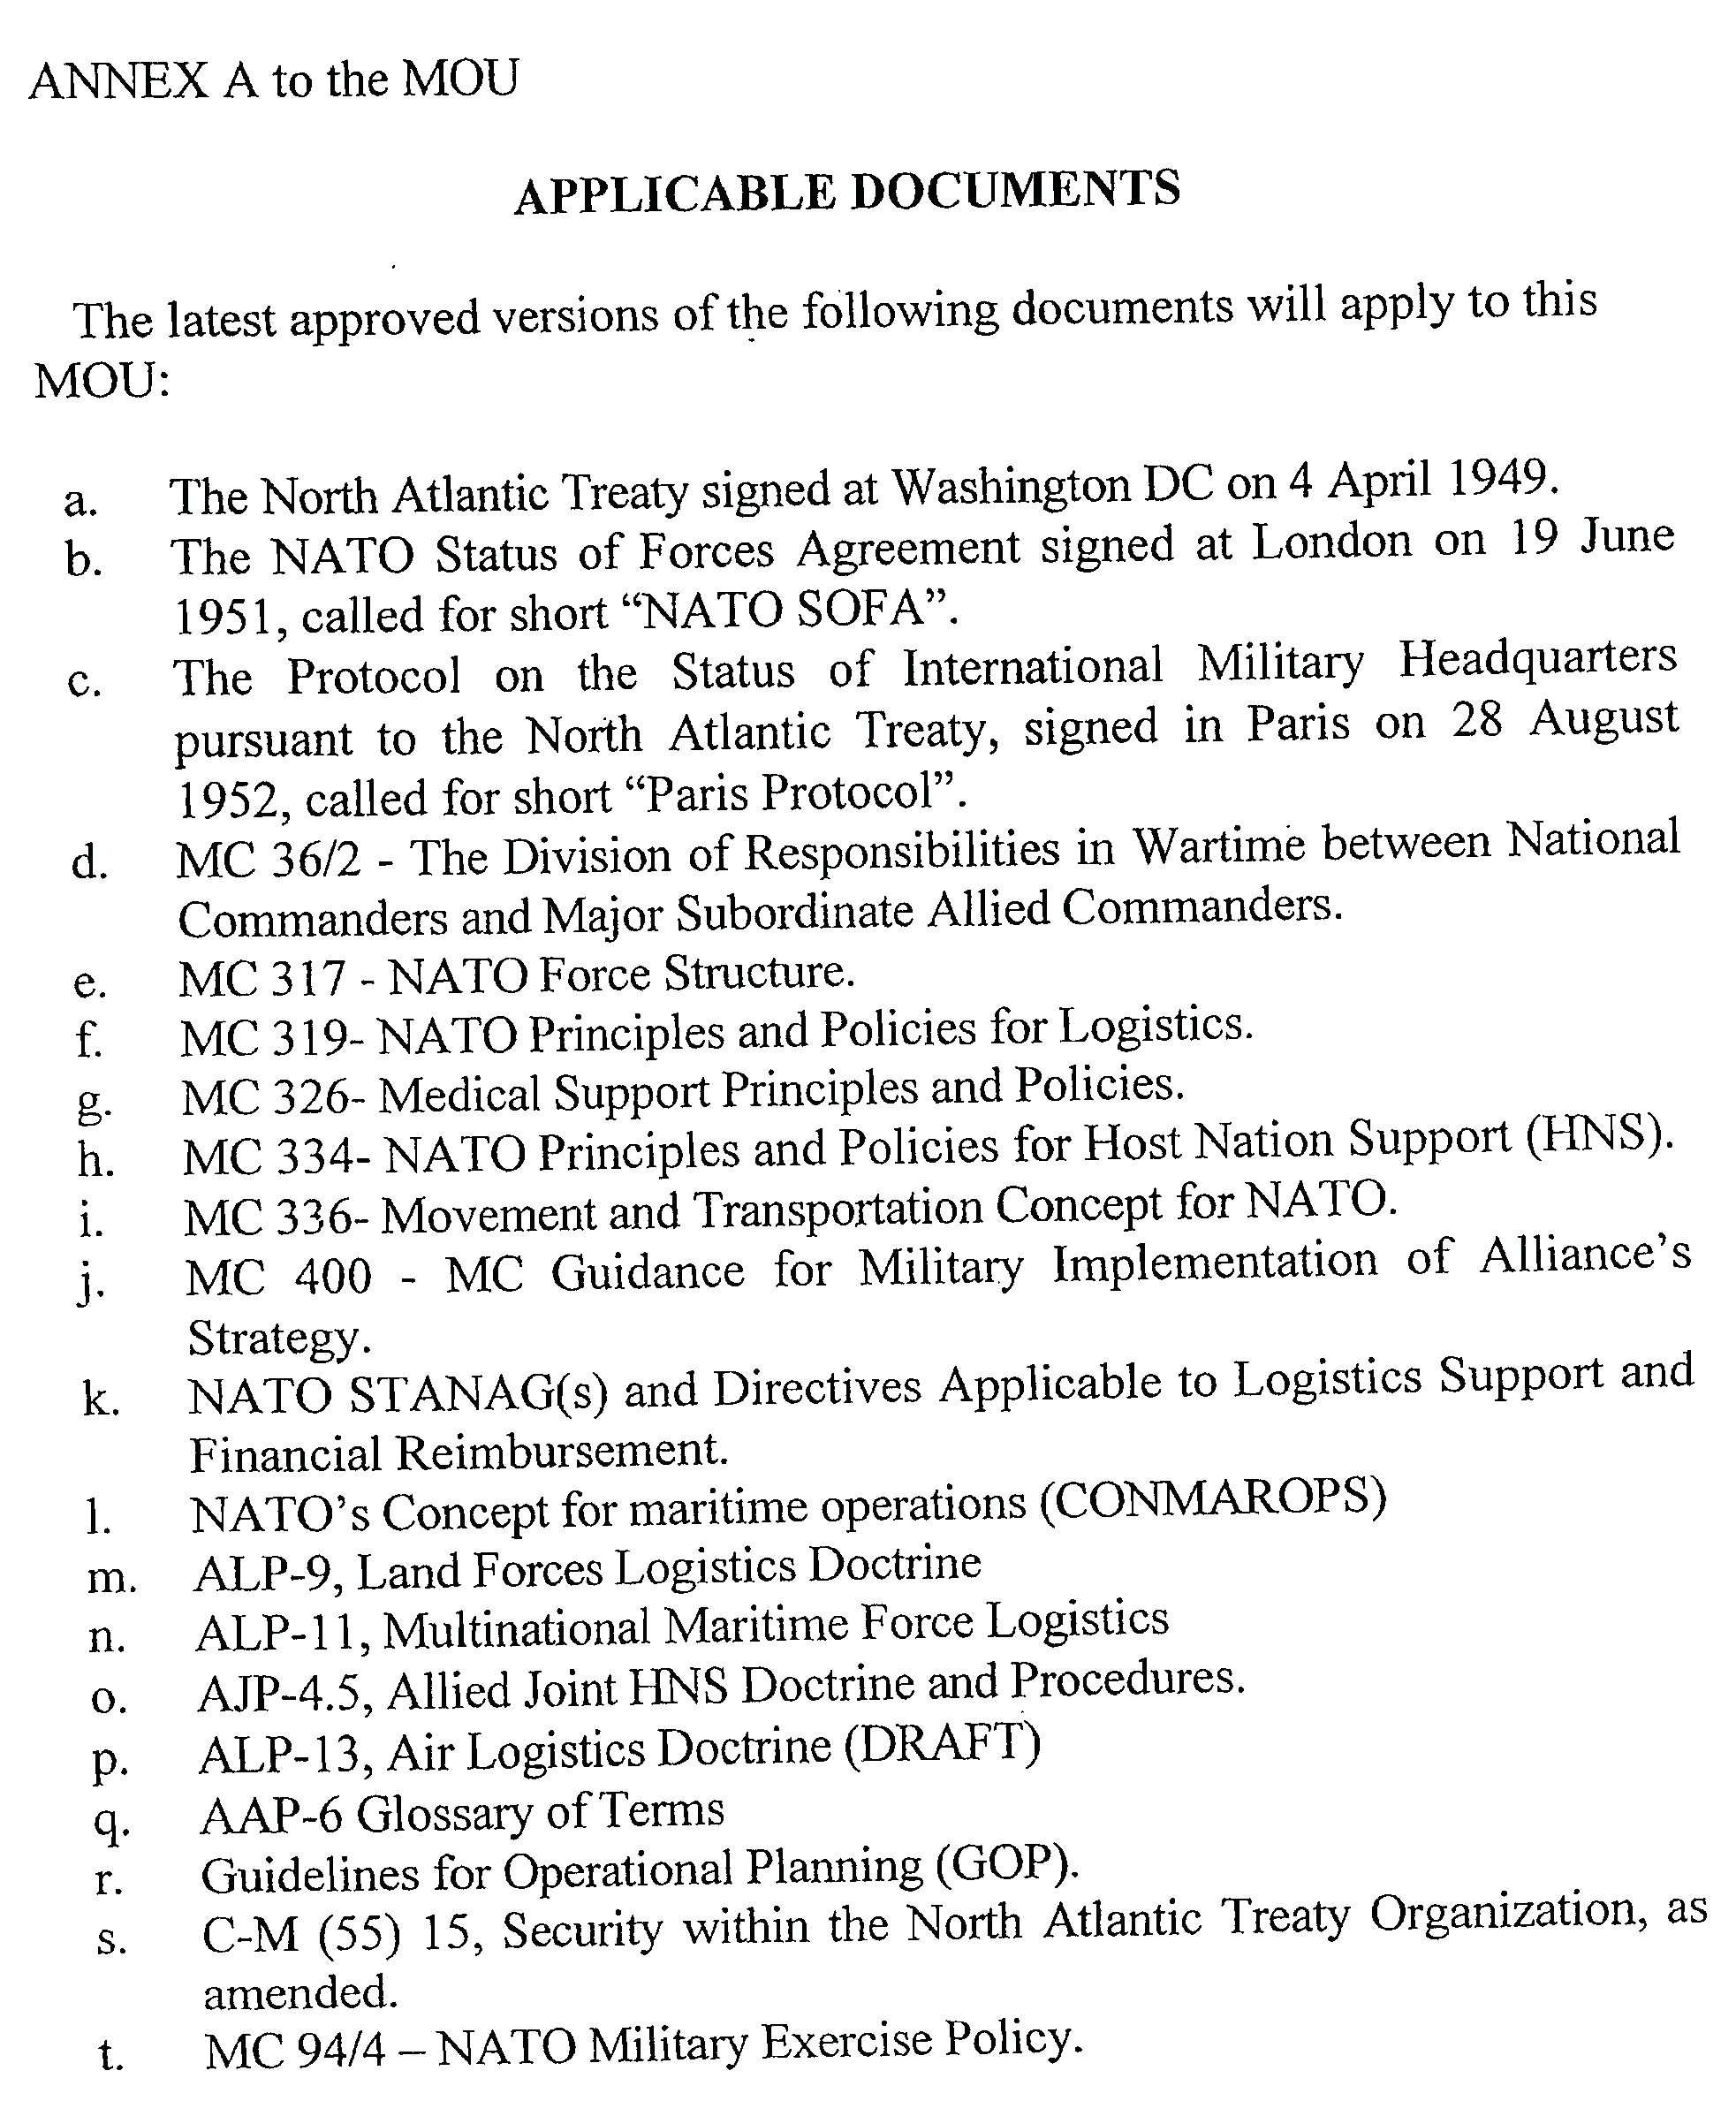 ANNEX A to the MOU
APPLICABLE DOCUMENTS
The latest approved versions of the following documents will apply to this
MOU:
a. The North Atlantic Treaty signed at Washington DC on 4 April 1949.
b. The NATO Status of Forces Agreement signed at London on 19 June
1951, called for short “NATO SOFA”.
c. The Protocol on the Status of International Military Headquarters
pursuant to the North Atlantic Treaty, signed in Paris on 28 August
1952, called for short “Paris Protocol”.
d. MC 36/2 - The Division of Responsibilities in Wartime between National
Commanders and Major Subordinate Allied Commanders.
e. MC 317 - NATO Force Structure.
f. MC 319- NATO Principles and Policies for Logistics.
g. MC 326- Medical Support Principles and Policies.
h. MC 334- NATO Principles and Policies for Host Nation Support (HNS).
i. MC 336- Movement and Transportation Concept for NATO.
j. MC 400 - MC Guidance for Military Implementation of Alliance’s
Strategy.
k. NATO STANAG(s) and Directives Applicable to Logistics Support and
Financial Reimbursement.
l. NATO’s Concept for maritime operations (CONMAROPS)
m. ALP-9, Land Forces Logistics Doctrine
n. ALP-11, Multinational Maritime Force Logistics
o. AJP-4.5, Allied Joint HNS Doctrine and Procedures.
p. ALP-13, Air Logistics Doctrine (DRAFT)
q. AAP-6 Glossary of Terms
r. Guidelines for Operational Planning (GOP).
s. C-M (55) 15, Security within the North Atlantic Treaty Organization, as
amended.
t. MC 94/4 – NATO Military Exercise Policy.